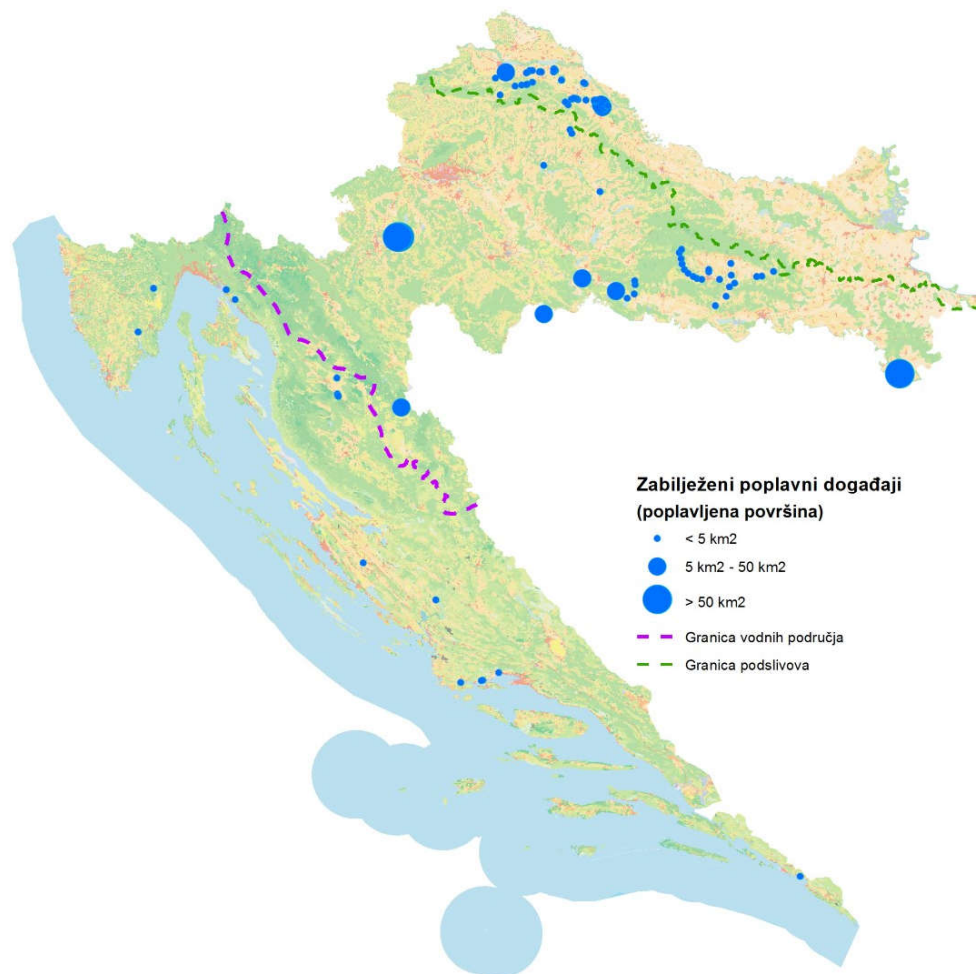 Zabilježeni poplavni događaji
(poplavljena površina)
< 5 km2
5 km2 - 50 km2
> 50 km2
Granica vodnih područja
Granica podslivova